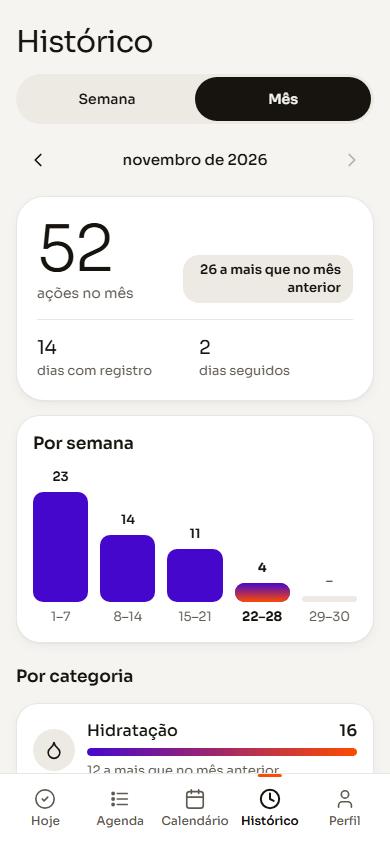 Histórico
Semana
Mês
novembro de 2026
52
ações no mês
26 a mais que no mês
anterior
14
dias com registro
2
dias seguidos
Por semana
23
14
11
4
–
1–7
8–14
15–21
22–28
29–30
Por categoria
Hidratação
16
12 a mais que no mês anterior
Hoje
Agenda
Calendário
Histórico
Perfil